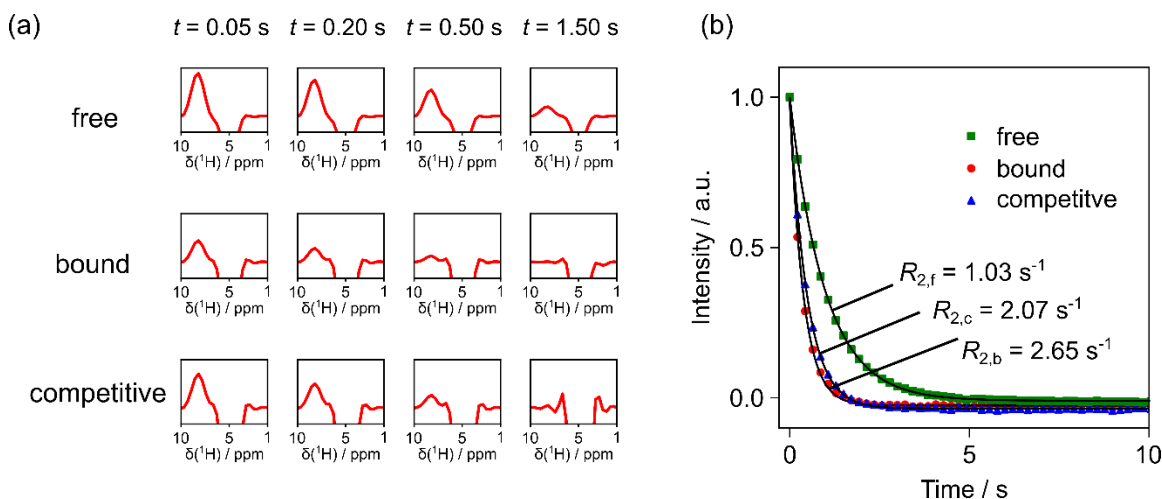 (a)
t = 0.05 s t = 0.20 s t = 0.50 s t = 1.50 s
free
10 5 1 10 5 1 10 5 1 10 5 1
δ(¹H) / ppm δ(¹H) / ppm δ(¹H) / ppm δ(¹H) / ppm
bound
10 5 1 10 5 1 10 5 1 10 5 1
δ(¹H) / ppm δ(¹H) / ppm δ(¹H) / ppm δ(¹H) / ppm
competitive
10 5 1 10 5 1 10 5 1 10 5 1
δ(¹H) / ppm δ(¹H) / ppm δ(¹H) / ppm δ(¹H) / ppm
(b)
Intensity / a.u.
1.0
0.5
0.0
free
bound
competitve
R2,f = 1.03 s⁻¹
R2,c = 2.07 s⁻¹
R2,b = 2.65 s⁻¹
0 5 10
Time / s